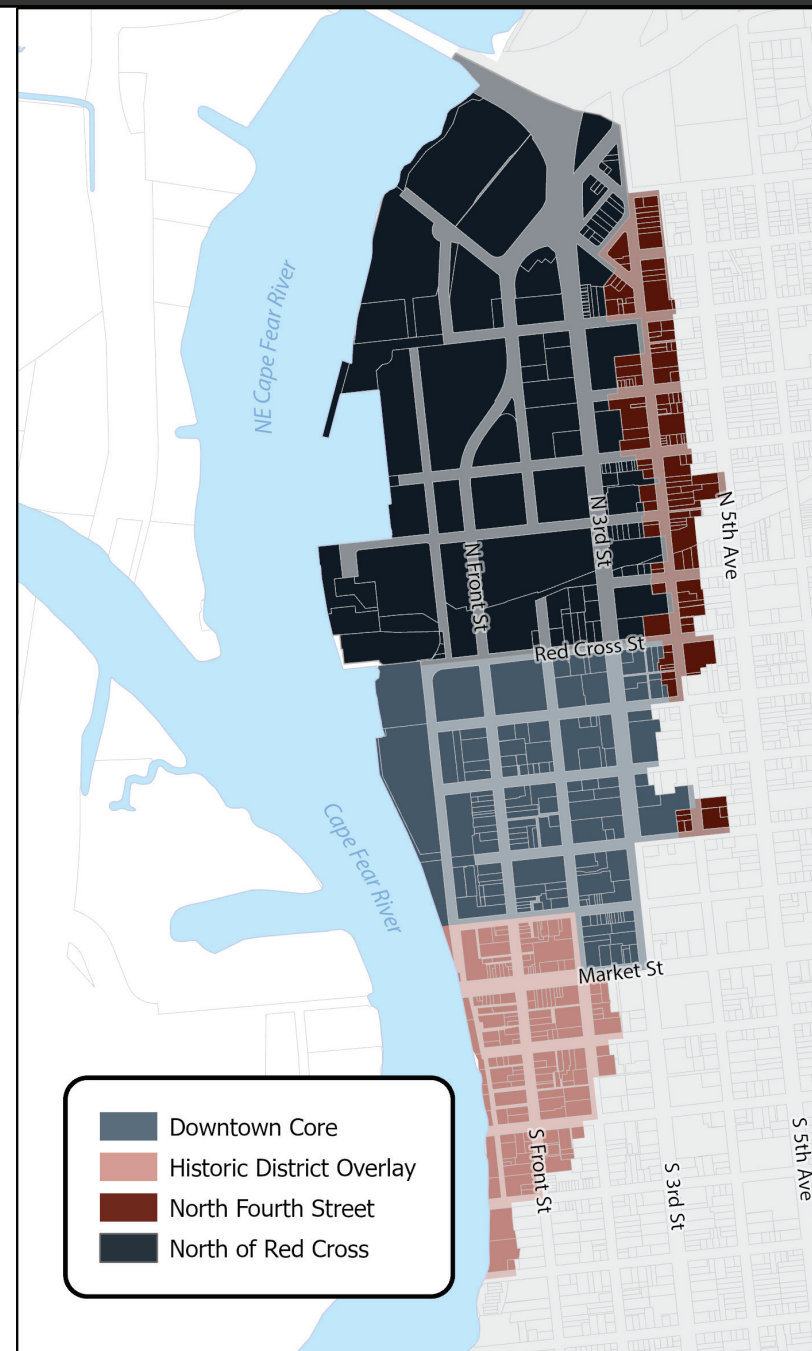 NE Cape Fear River
N 5th Ave
N 3rd St
N Front St
Red Cross St
Cape Fear River
Market St
S Front St
S 3rd St
S 5th Ave
Downtown Core
Historic District Overlay
North Fourth Street
North of Red Cross